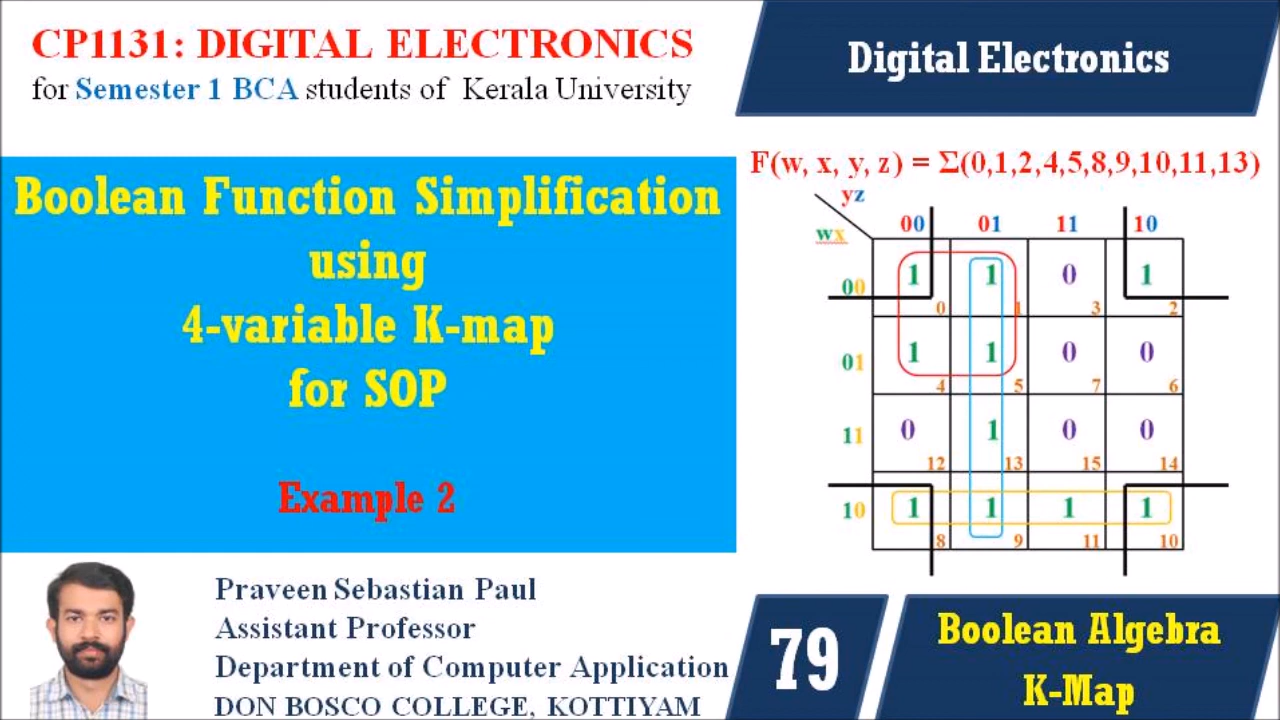 CP1131: DIGITAL ELECTRONICS
for Semester 1 BCA students of Kerala University
Digital Electronics
Boolean Function Simplification
using
4-variable K-map
for SOP
Example 2
F(w, x, y, z) = Σ(0,1,2,4,5,8,9,10,11,13)
yz
wx
00 01 11 10
00 1 1 0 1
0 1 3 2
01 1 1 0 0
4 5 7 6
11 0 1 0 0
12 13 15 14
10 1 1 1 1
8 9 11 10
Praveen Sebastian Paul
Assistant Professor
Department of Computer Application
DON BOSCO COLLEGE, KOTTIYAM
79
Boolean Algebra
K-Map